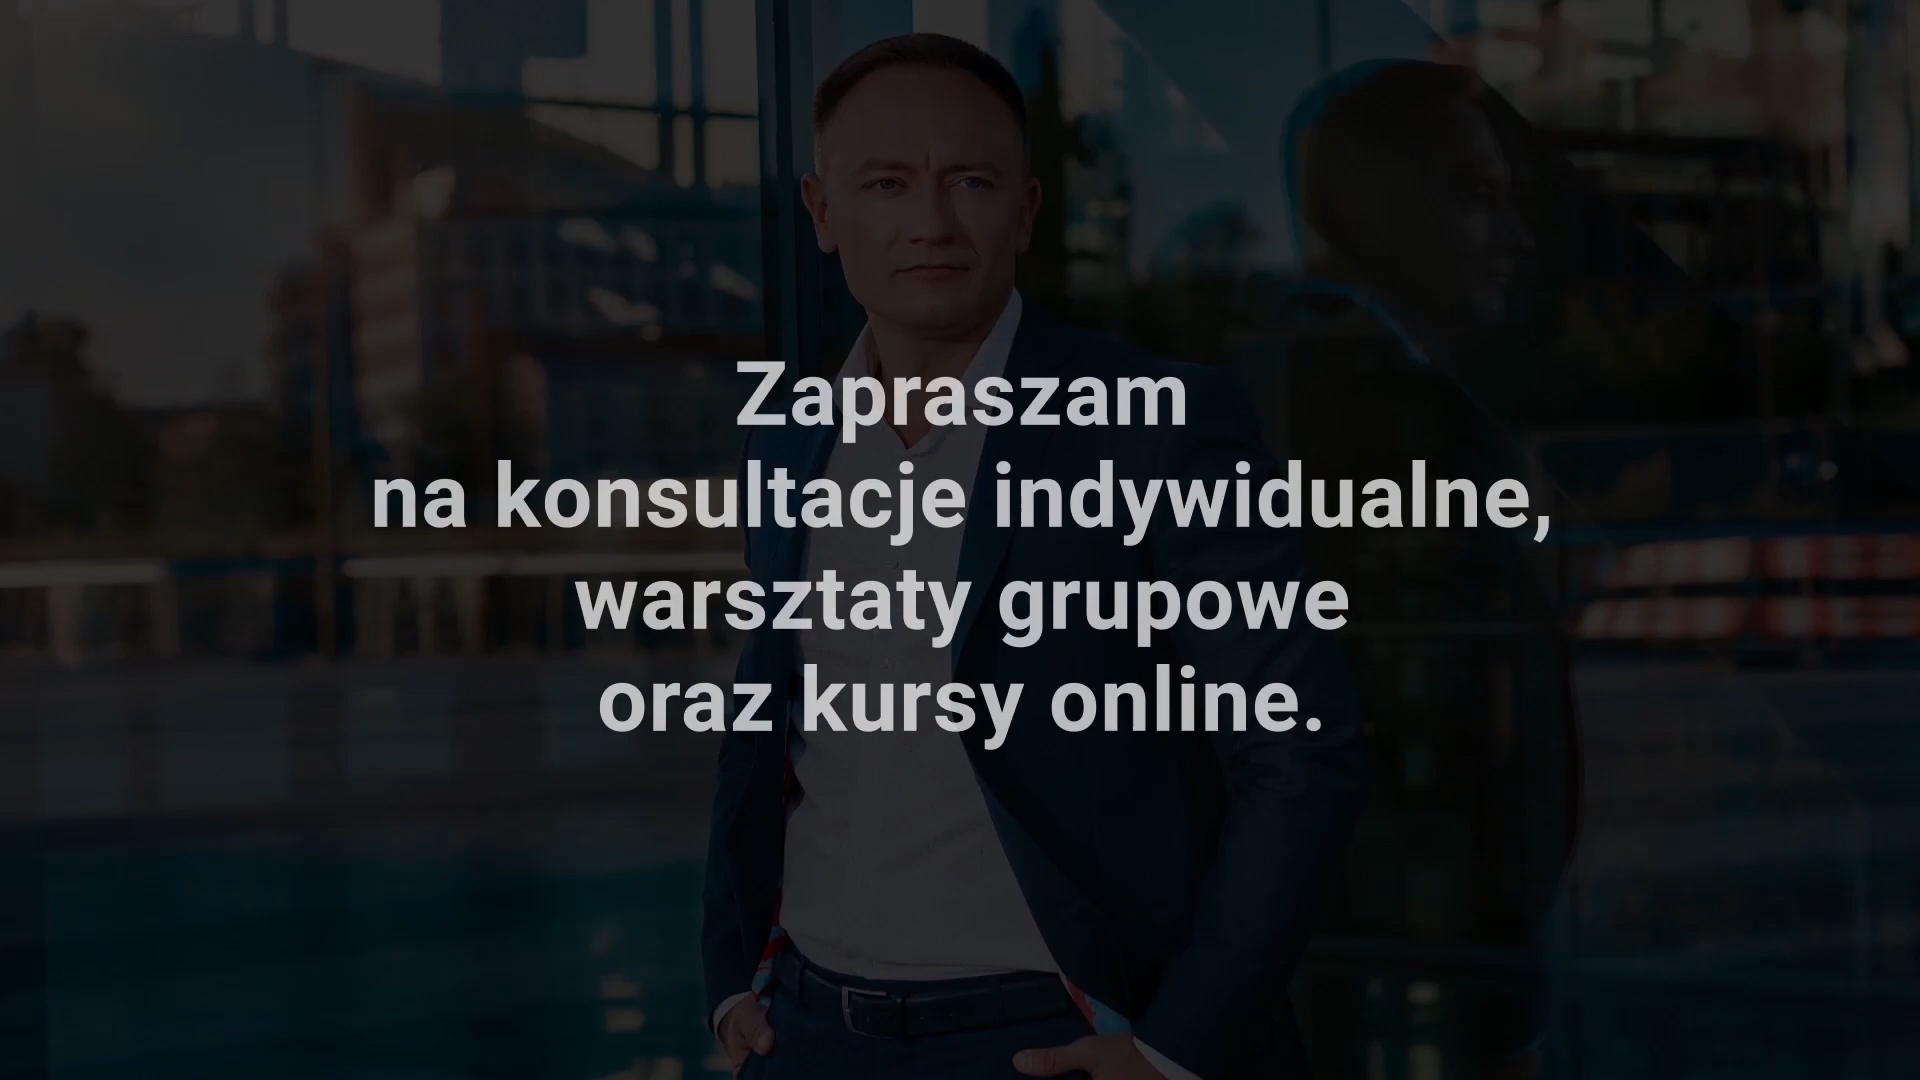 Zapraszam
na konsultacje indywidualne,
warsztaty grupowe
oraz kursy online.